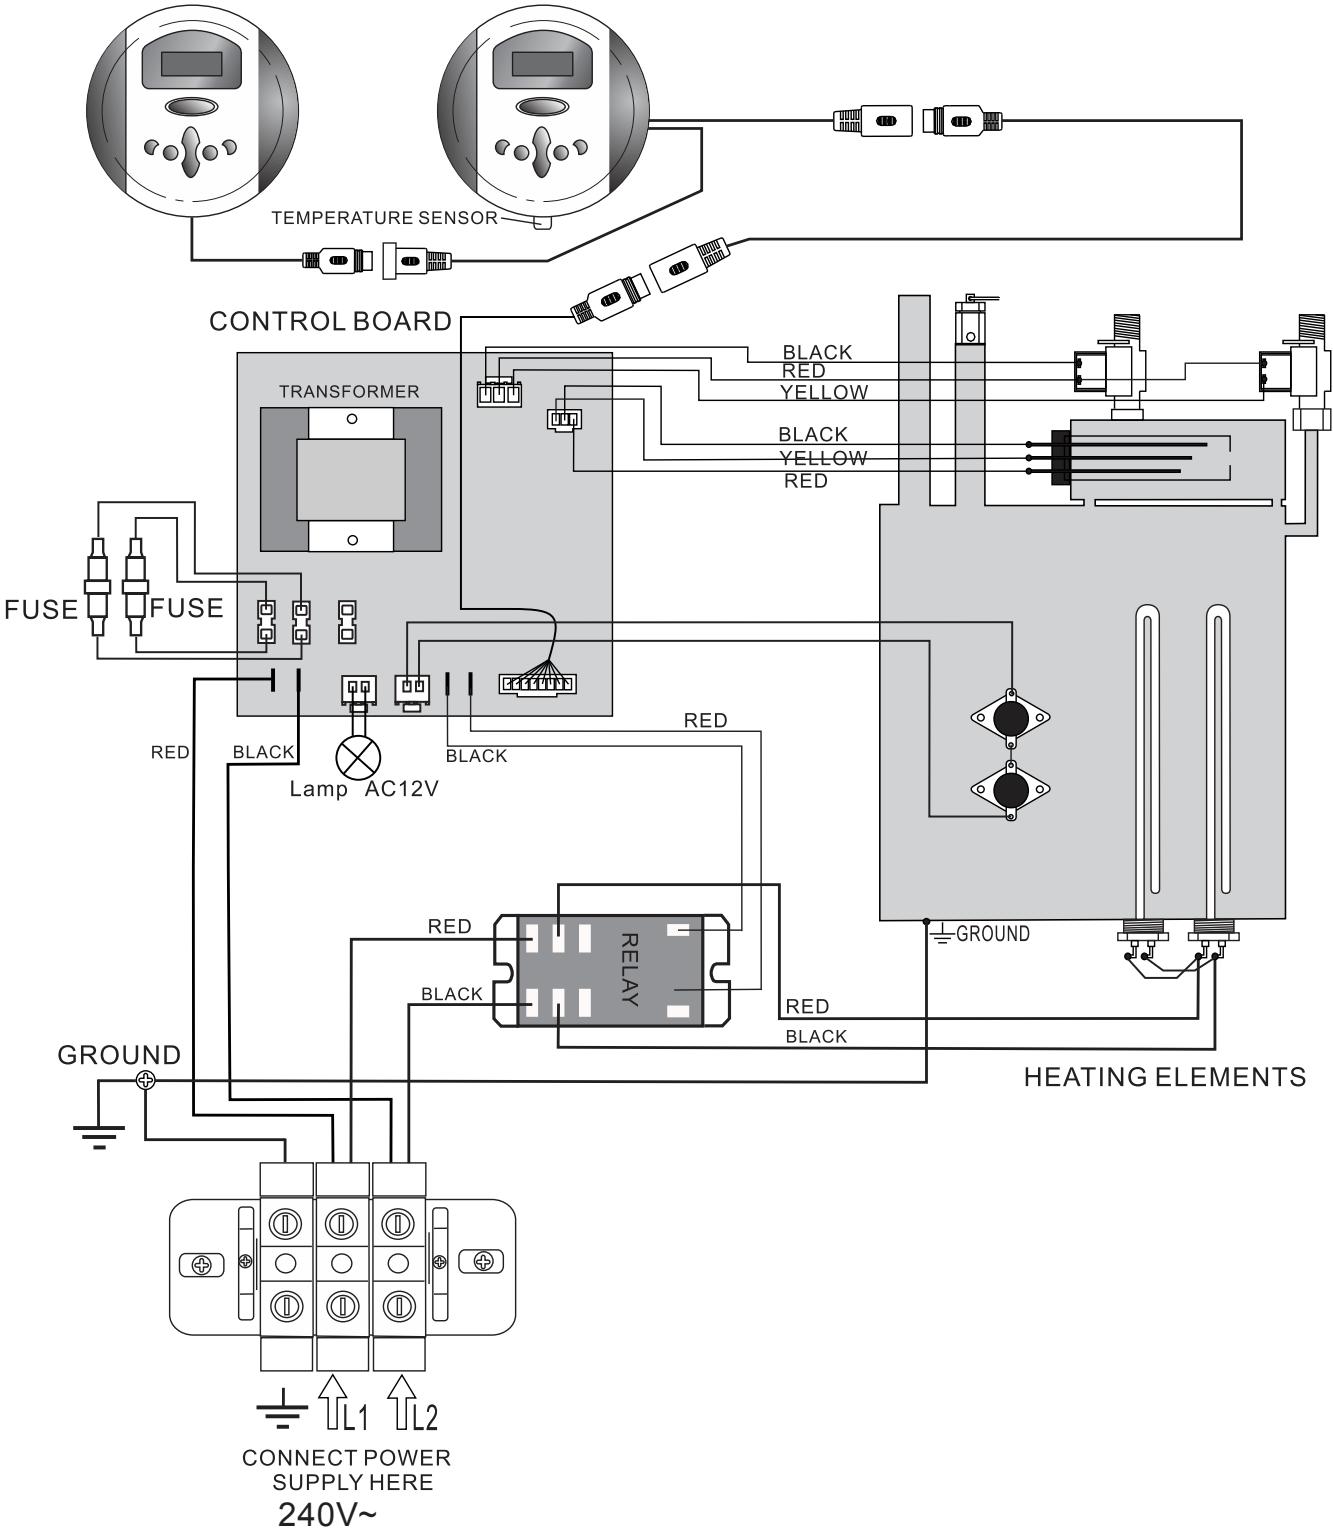 TEMPERATURE SENSOR
CONTROL BOARD
TRANSFORMER
BLACK
RED
YELLOW
BLACK
YELLOW
RED
FUSE
FUSE
RED
BLACK
RED
BLACK
Lamp AC12V
RED
BLACK
RELAY
GROUND
RED
BLACK
GROUND
HEATING ELEMENTS
L1
L2
CONNECT POWER
SUPPLY HERE
240V~